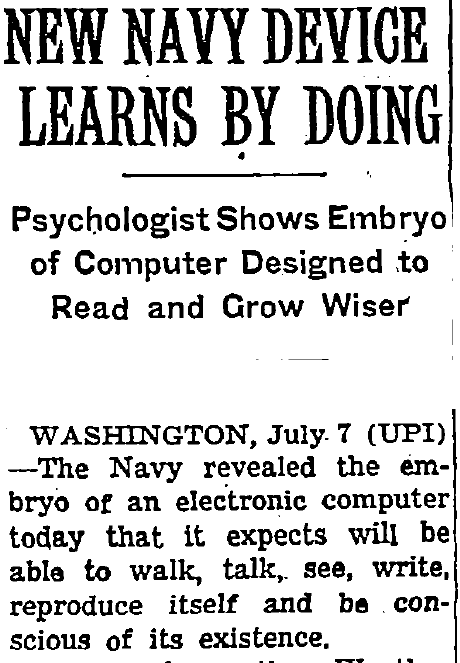 NEW NAVY DEVICE
LEARNS BY DOING
Psychologist Shows Embryo
of Computer Designed to
Read and Grow Wiser
WASHINGTON, July 7 (UPI)
—The Navy revealed the em-
bryo of an electronic computer
today that it expects will be
able to walk, talk, see, write,
reproduce itself and be con-
scious of its existence.